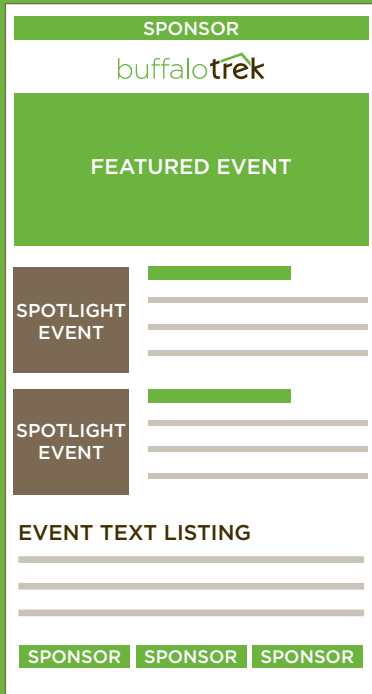 SPONSOR
buffalotrek
FEATURED EVENT
SPOTLIGHT
EVENT
SPOTLIGHT
EVENT
EVENT TEXT LISTING
SPONSOR SPONSOR SPONSOR